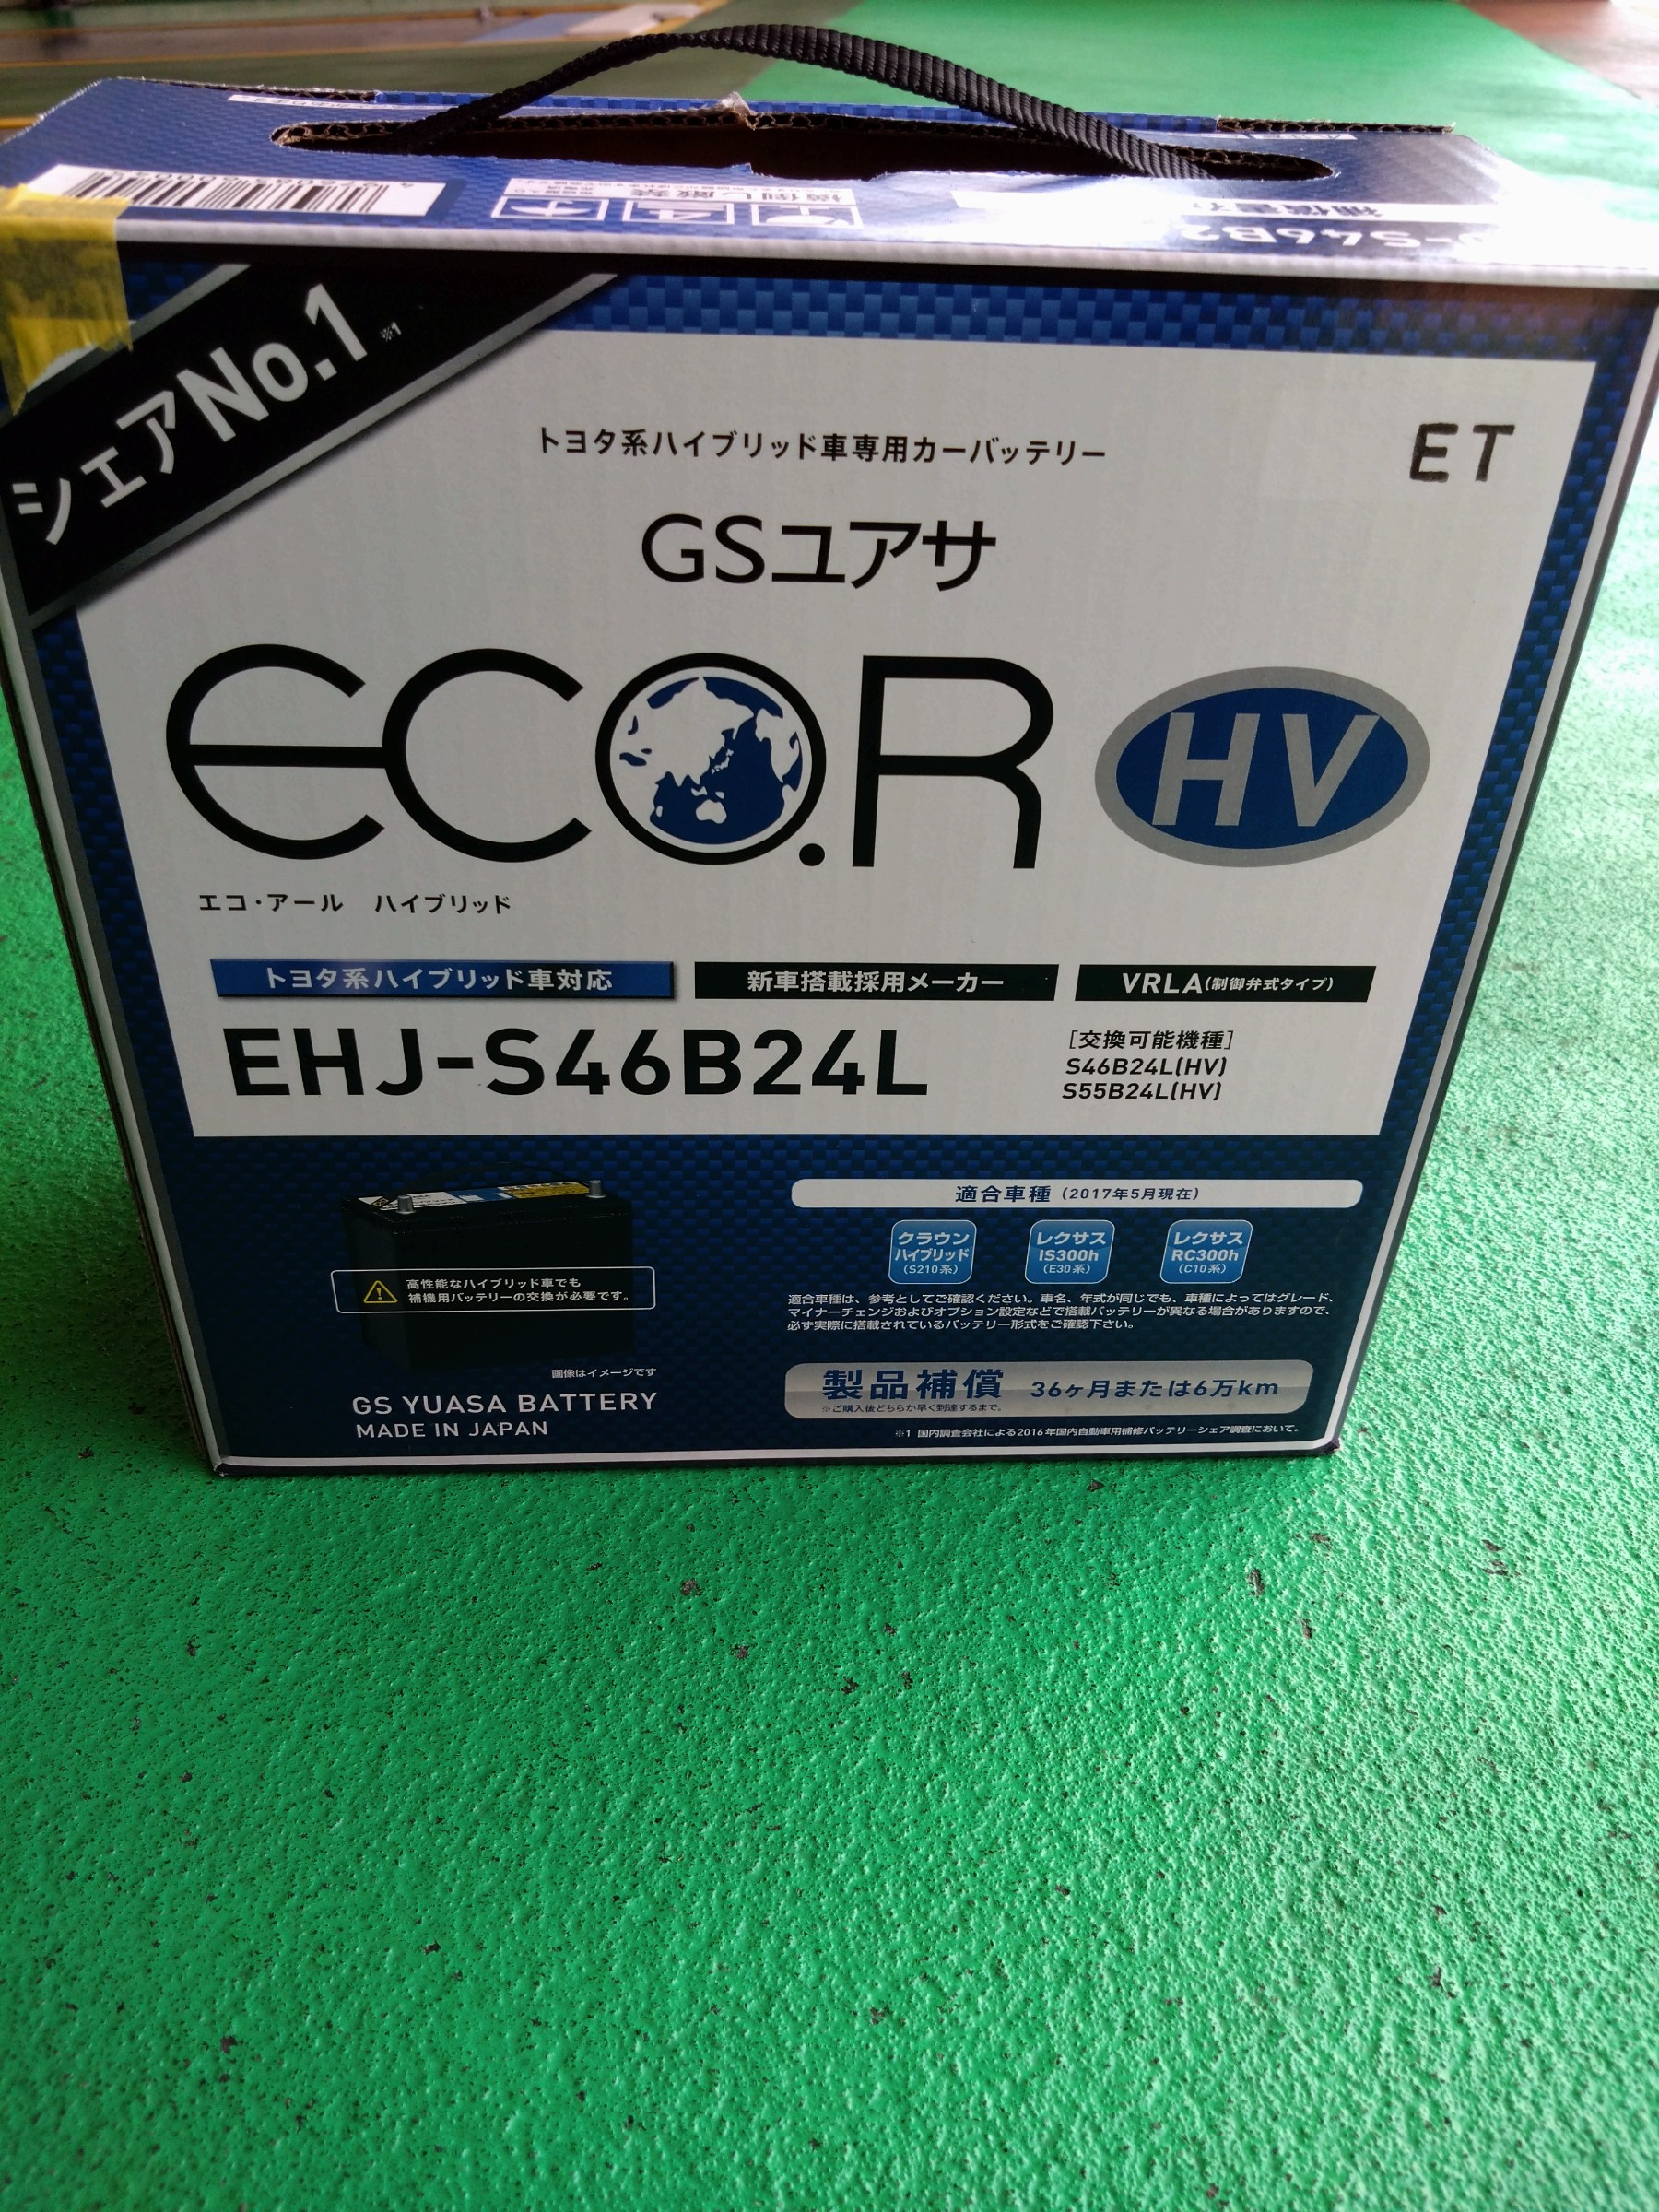 横倒し厳禁
シェアNo.1 ※1
トヨタ系ハイブリッド車専用カーバッテリー
ET
GSユアサ
eco.R HV
エコ・アール ハイブリッド
トヨタ系ハイブリッド車対応 新車搭載採用メーカー VRLA(制御弁式タイプ)
EHJ-S46B24L
[交換可能機種]
S46B24L(HV)
S55B24L(HV)
適合車種(2017年5月現在)
クラウン
ハイブリッド
(S210系)
レクサス
IS300h
(E30系)
レクサス
RC300h
(C10系)
適合車種は、参考としてご確認ください。車名、年式が同じでも、車種によってはグレード、
マイナーチェンジおよびオプション設定などで搭載バッテリーが異なる場合がありますので、
必ず実際に搭載されているバッテリー形式をご確認下さい。
高性能なハイブリッド車でも
補機用バッテリーの交換が必要です。
画像はイメージです
GS YUASA BATTERY
MADE IN JAPAN
製品補償 36ヶ月または6万km
※ご購入後どちらか早く到達するまで。
※1 国内調査会社による2016年国内自動車用補修バッテリーシェア調査において。